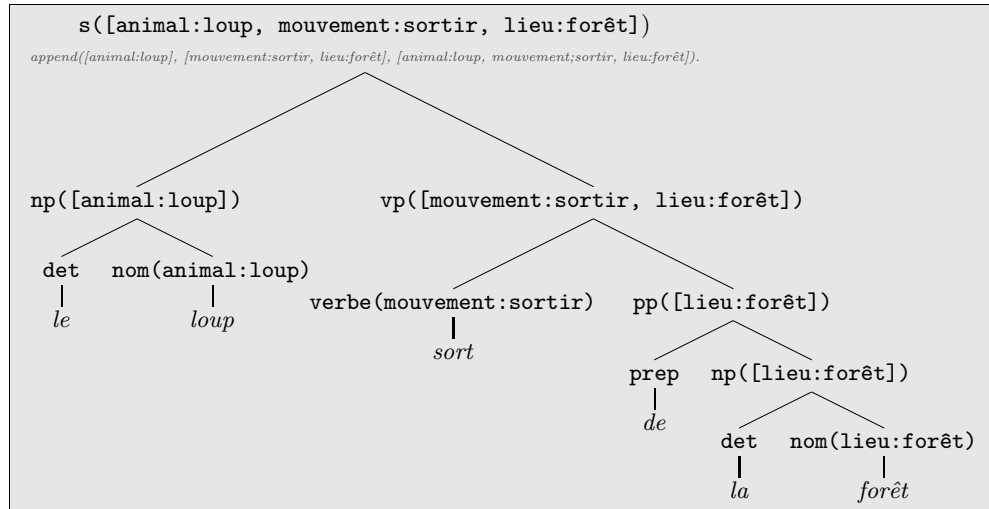 s([animal:loup, mouvement:sortir, lieu:forêt])
append([animal:loup], [mouvement:sortir, lieu:forêt], [animal:loup, mouvement;sortir, lieu:forêt]).
np([animal:loup]) vp([mouvement:sortir, lieu:forêt])
det nom(animal:loup)
verbe(mouvement:sortir) pp([lieu:forêt])
le loup
sort
prep np([lieu:forêt])
de
det nom(lieu:forêt)
la forêt